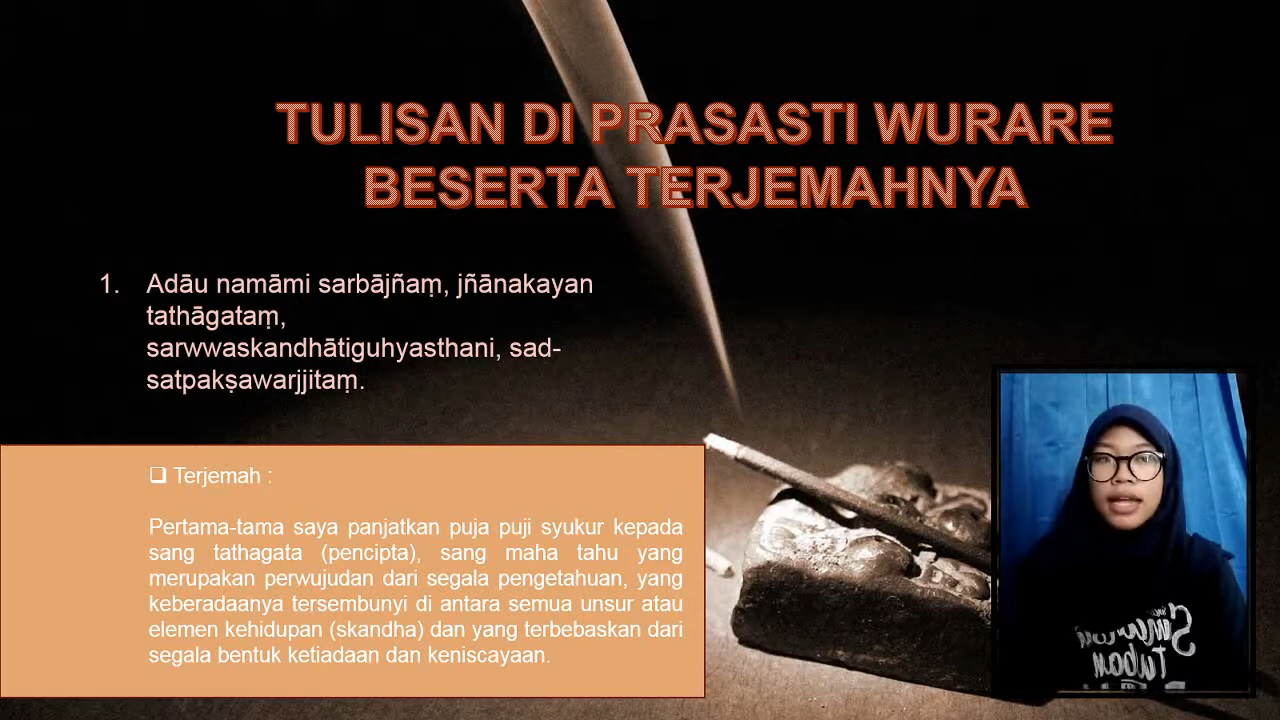 TULISAN DI PRASASTI WURARE
BESERTA TERJEMAHNYA
1. Adāu namāmi sarbājñaṃ, jñānakayan
tathāgataṃ,
sarwwaskandhātiguhyasthani, sad-
satpakṣawarjjitaṃ.
❑ Terjemah :
Pertama-tama saya panjatkan puja puji syukur kepada
sang tathagata (pencipta), sang maha tahu yang
merupakan perwujudan dari segala pengetahuan, yang
keberadaanya tersembunyi di antara semua unsur atau
elemen kehidupan (skandha) dan yang terbebaskan dari
segala bentuk ketiadaan dan keniscayaan.
Tuban